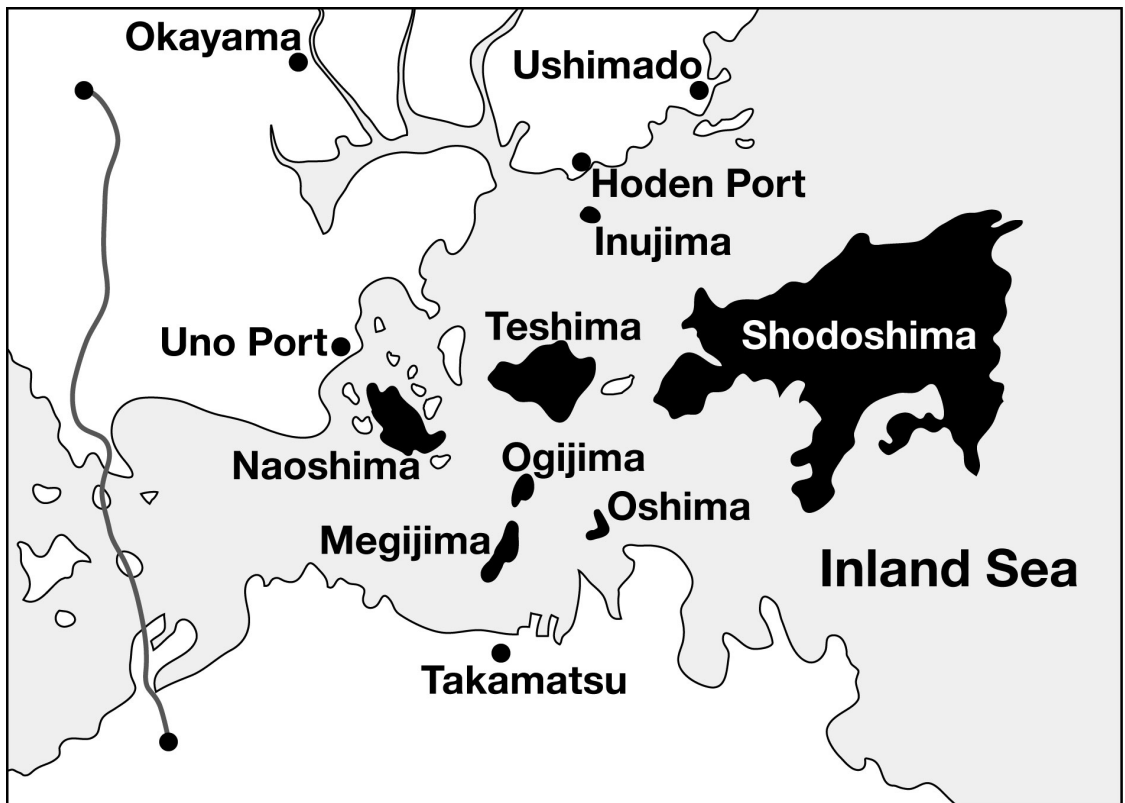 Okayama
Ushimado
Hoden Port
Inujima
Teshima
Shodoshima
Uno Port
Naoshima
Ogijima
Oshima
Megijima
Inland Sea
Takamatsu